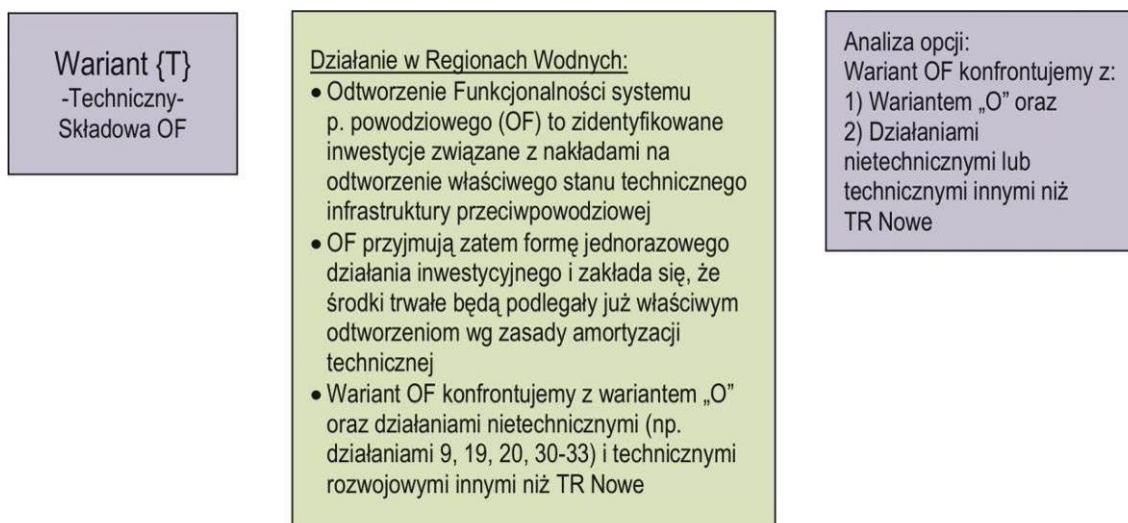 Wariant {T}
-Techniczny-
Składowa OF
Działanie w Regionach Wodnych:
• Odtworzenie Funkcjonalności systemu
p. powodziowego (OF) to zidentyfikowane
inwestycje związane z nakładami na
odtworzenie właściwego stanu technicznego
infrastruktury przeciwpowodziowej
• OF przyjmują zatem formę jednorazowego
działania inwestycyjnego i zakłada się, że
środki trwałe będą podlegały już właściwym
odtworzeniom wg zasady amortyzacji
technicznej
• Wariant OF konfrontujemy z wariantem „O”
oraz działaniami nietechnicznymi (np.
działaniami 9, 19, 20, 30-33) i technicznymi
rozwojowymi innymi niż TR Nowe
Analiza opcji:
Wariant OF konfrontujemy z:
1) Wariantem „O” oraz
2) Działaniami
nietechnicznymi lub
technicznymi innymi niż
TR Nowe